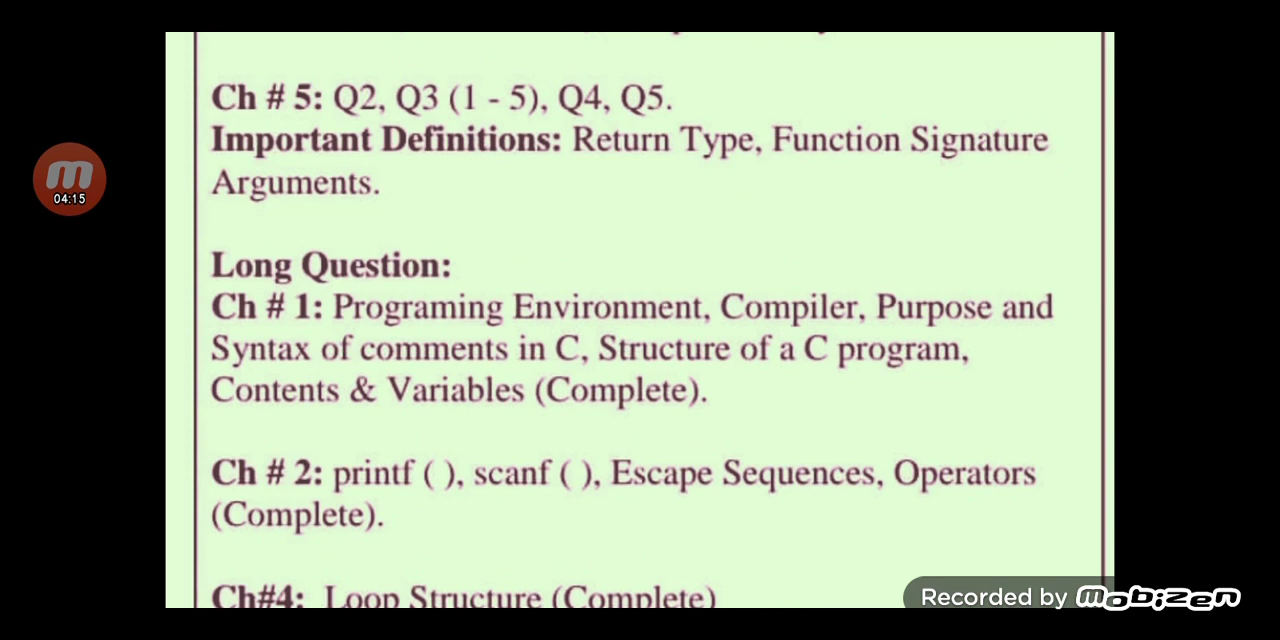 Ch # 5: Q2, Q3 (1 - 5), Q4, Q5.
Important Definitions: Return Type, Function Signature
Arguments.
Long Question:
Ch # 1: Programing Environment, Compiler, Purpose and
Syntax of comments in C, Structure of a C program,
Contents & Variables (Complete).
Ch # 2: printf ( ), scanf ( ), Escape Sequences, Operators
(Complete).
Ch#4: Loop Structure (Complete)
m
04:15
Recorded by mobizen